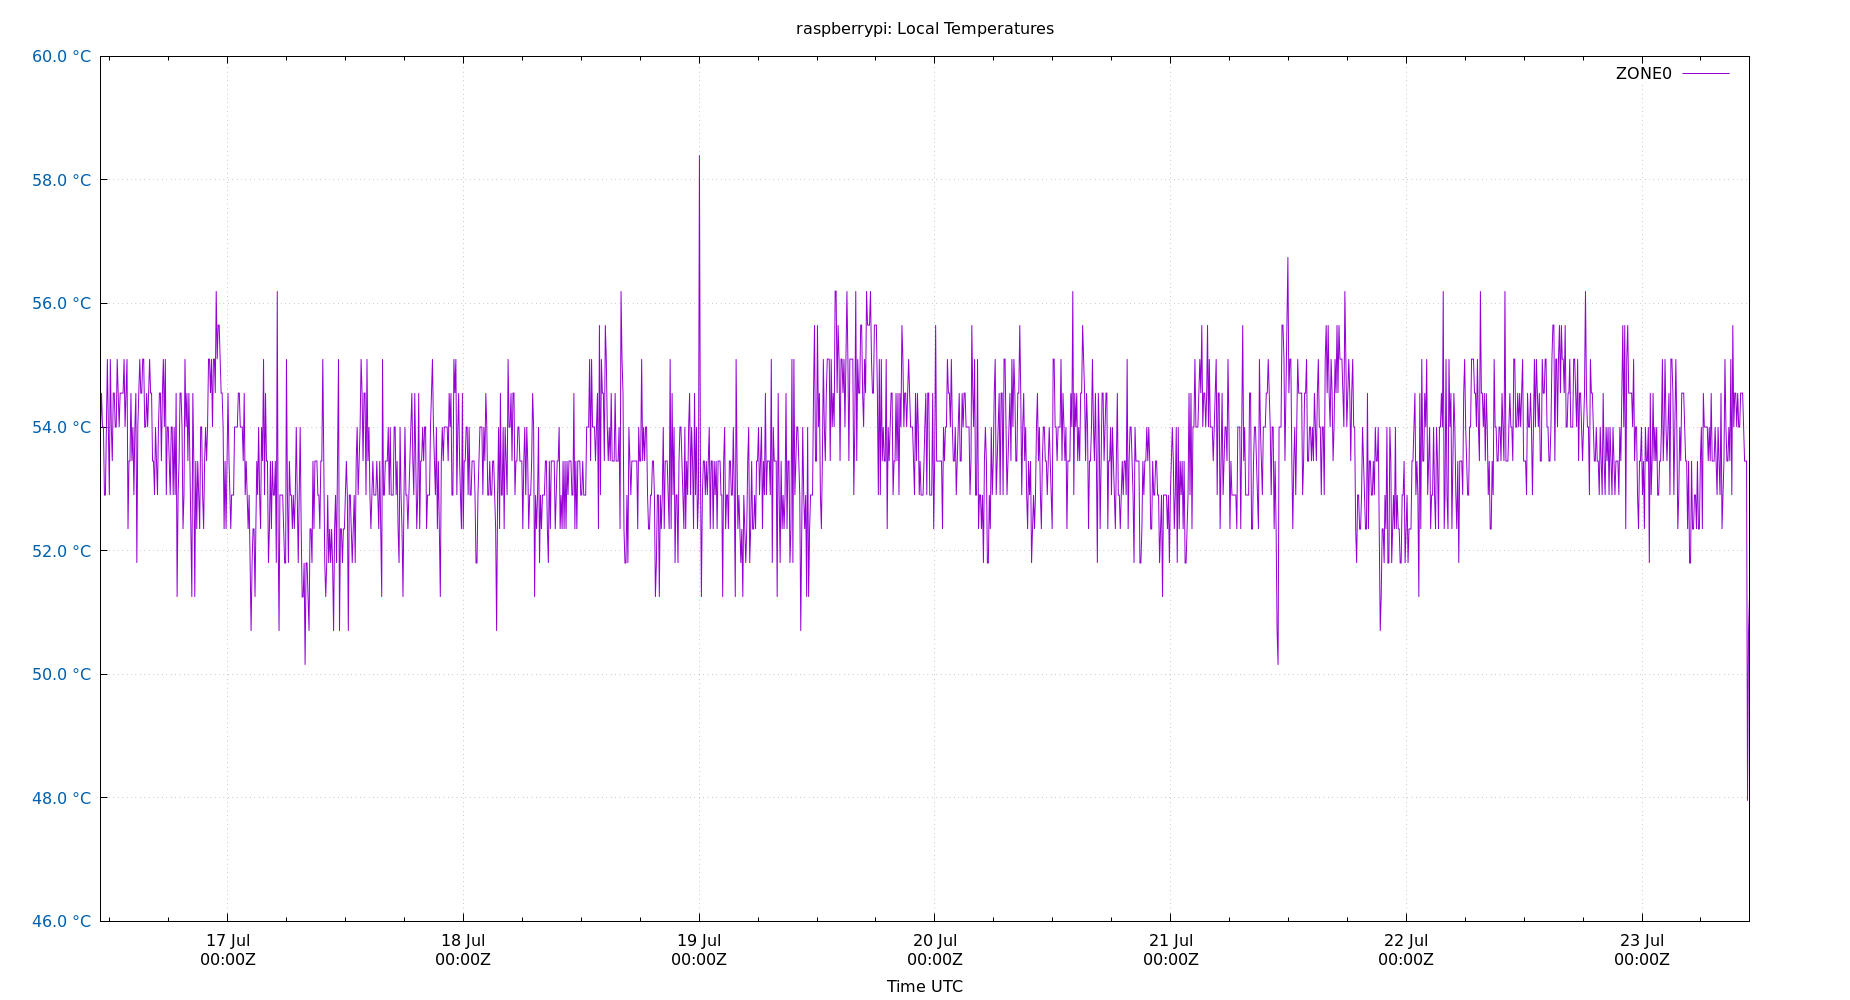 raspberrypi: Local Temperatures
60.0 °C
ZONE0
58.0 °C
56.0 °C
54.0 °C
52.0 °C
50.0 °C
48.0 °C
46.0 °C
17 Jul 18 Jul 19 Jul 20 Jul 21 Jul 22 Jul 23 Jul
00:00Z 00:00Z 00:00Z 00:00Z 00:00Z 00:00Z 00:00Z
Time UTC